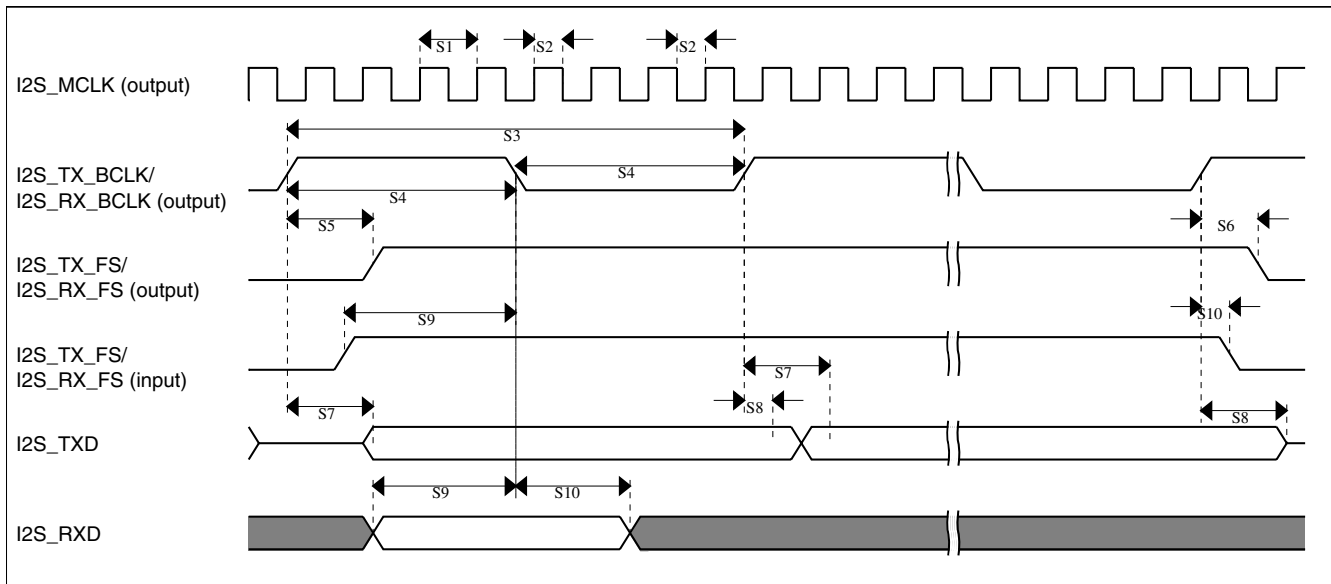 S1
S2
S2
I2S_MCLK (output)
S3
I2S_TX_BCLK/
I2S_RX_BCLK (output)
S4
S4
S5
S6
I2S_TX_FS/
I2S_RX_FS (output)
S9
S10
I2S_TX_FS/
I2S_RX_FS (input)
S7
S7
S8
S8
I2S_TXD
S9
S10
I2S_RXD